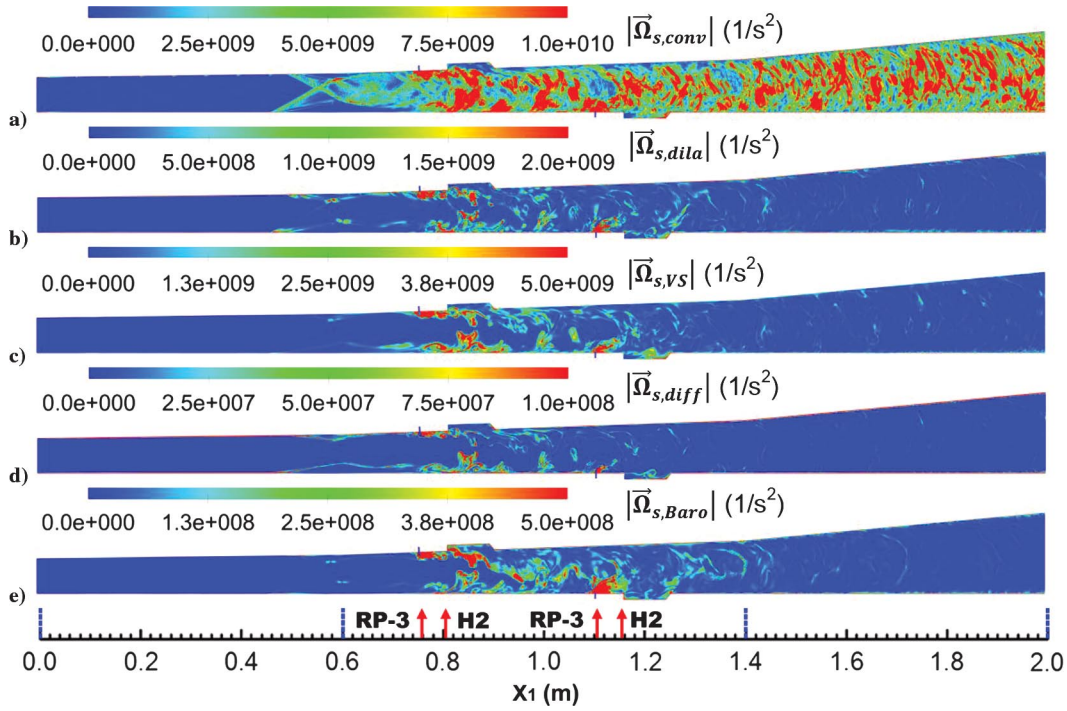 0.0e+000 2.5e+009 5.0e+009 7.5e+009 1.0e+010 |Ω⃗s,conv| (1/s²)
a)
0.0e+000 5.0e+008 1.0e+009 1.5e+009 2.0e+009 |Ω⃗s,dila| (1/s²)
b)
0.0e+000 1.3e+009 2.5e+009 3.8e+009 5.0e+009 |Ω⃗s,VS| (1/s²)
c)
0.0e+000 2.5e+007 5.0e+007 7.5e+007 1.0e+008 |Ω⃗s,diff| (1/s²)
d)
0.0e+000 1.3e+008 2.5e+008 3.8e+008 5.0e+008 |Ω⃗s,Baro| (1/s²)
e)
RP-3 H2 RP-3 H2
0.0 0.2 0.4 0.6 0.8 1.0 1.2 1.4 1.6 1.8 2.0
X1 (m)